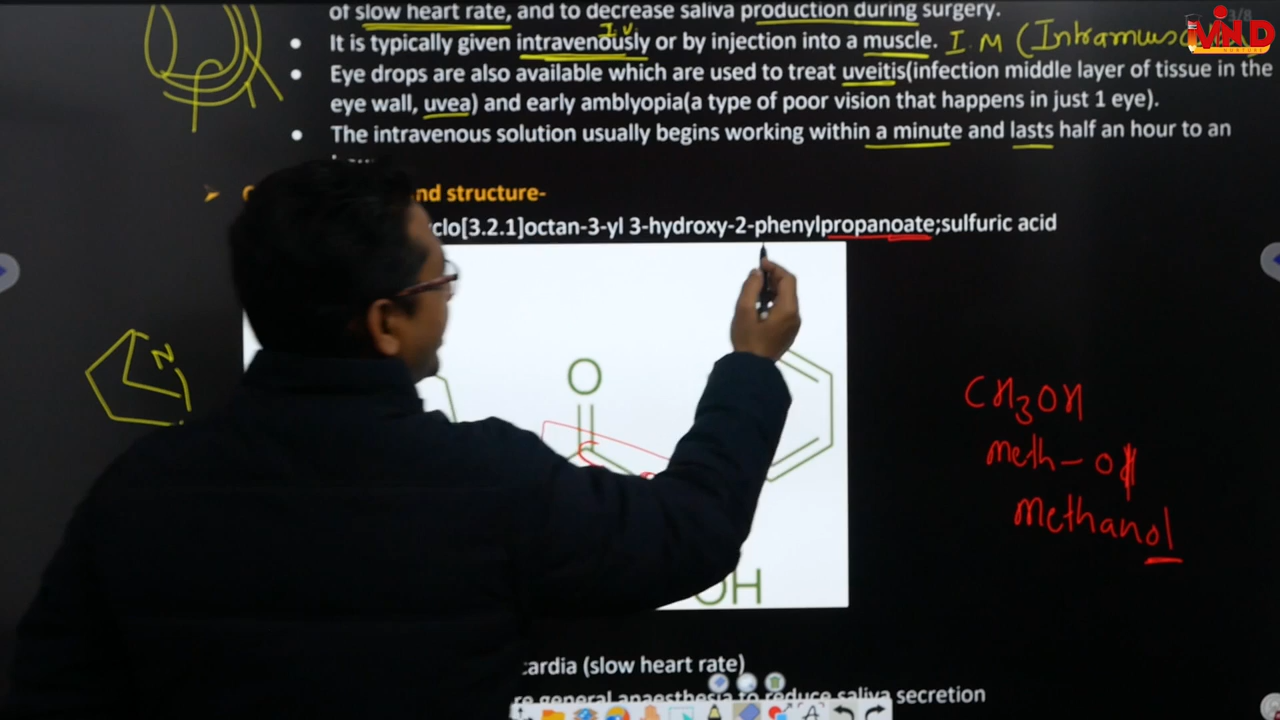 of slow heart rate, and to decrease saliva production during surgery.
I.V
• It is typically given intravenously or by injection into a muscle. I.M (Intramus
• Eye drops are also available which are used to treat uveitis(infection middle layer of tissue in the
eye wall, uvea) and early amblyopia(a type of poor vision that happens in just 1 eye).
• The intravenous solution usually begins working within a minute and lasts half an hour to an
nd structure-
clo[3.2.1]octan-3-yl 3-hydroxy-2-phenylpropanoate;sulfuric acid
N
O
OH
CH3OH
meth-Ol
Methanol
cardia (slow heart rate)
re general anaesthesia to reduce saliva secretion